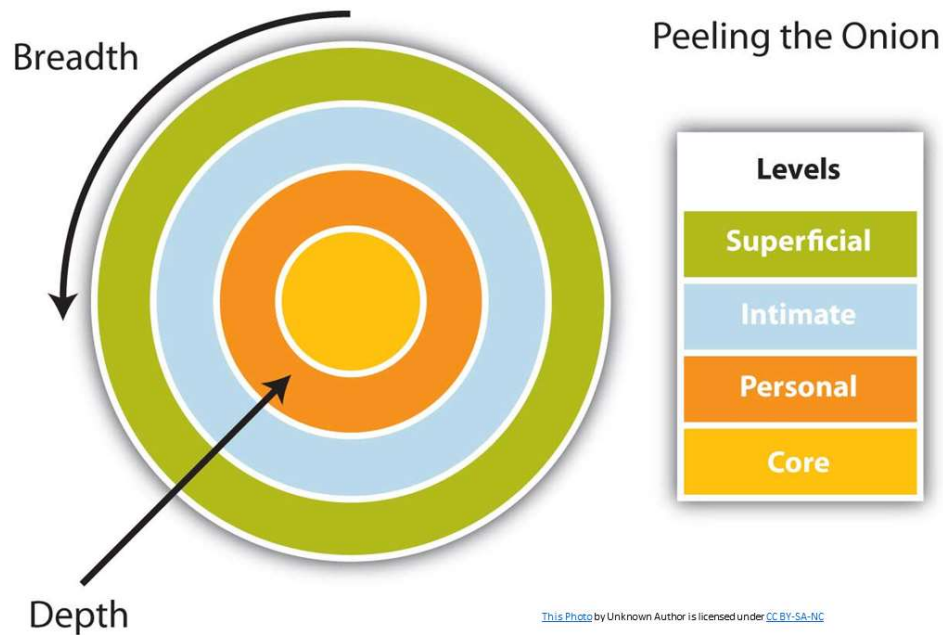 Breadth
Peeling the Onion
Levels
Superficial
Intimate
Personal
Core
Depth
This Photo by Unknown Author is licensed under CC BY-SA-NC